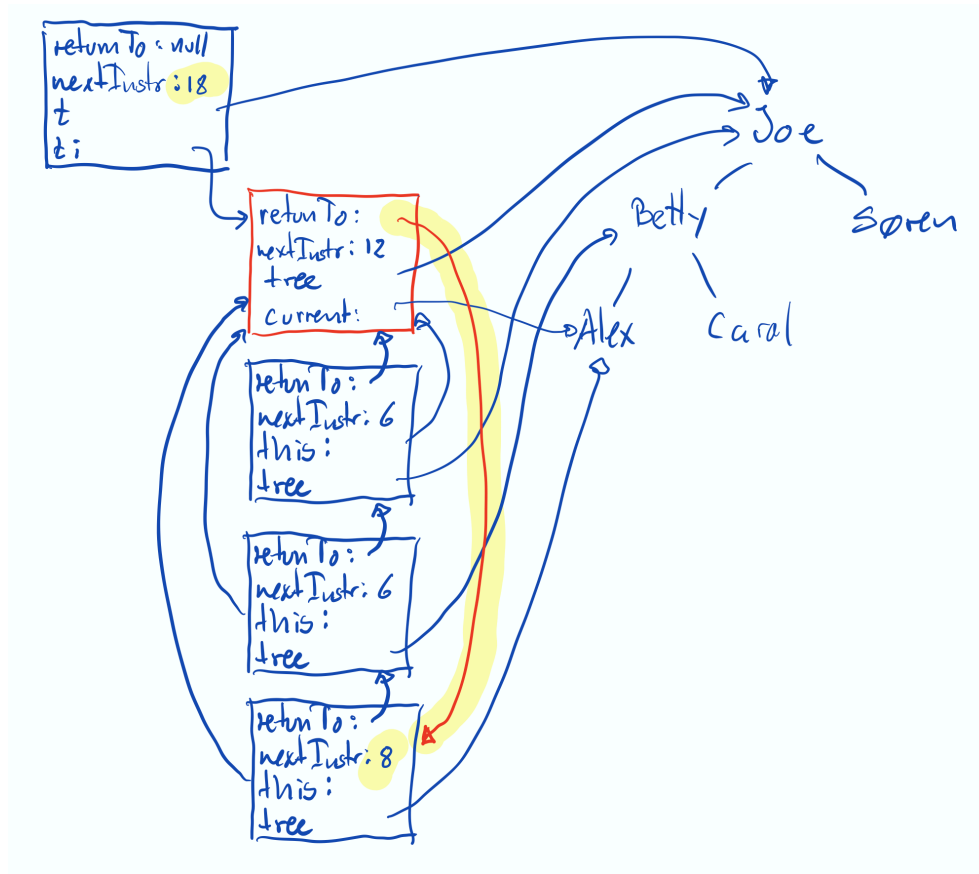 returnTo: null
nextInstr: 18
t
ti
returnTo:
nextInstr: 12
tree
current:
returnTo:
nextInstr: 6
this:
tree
returnTo:
nextInstr: 6
this:
tree
returnTo:
nextInstr: 8
this:
tree
Joe
Betty
Søren
Alex
Carol